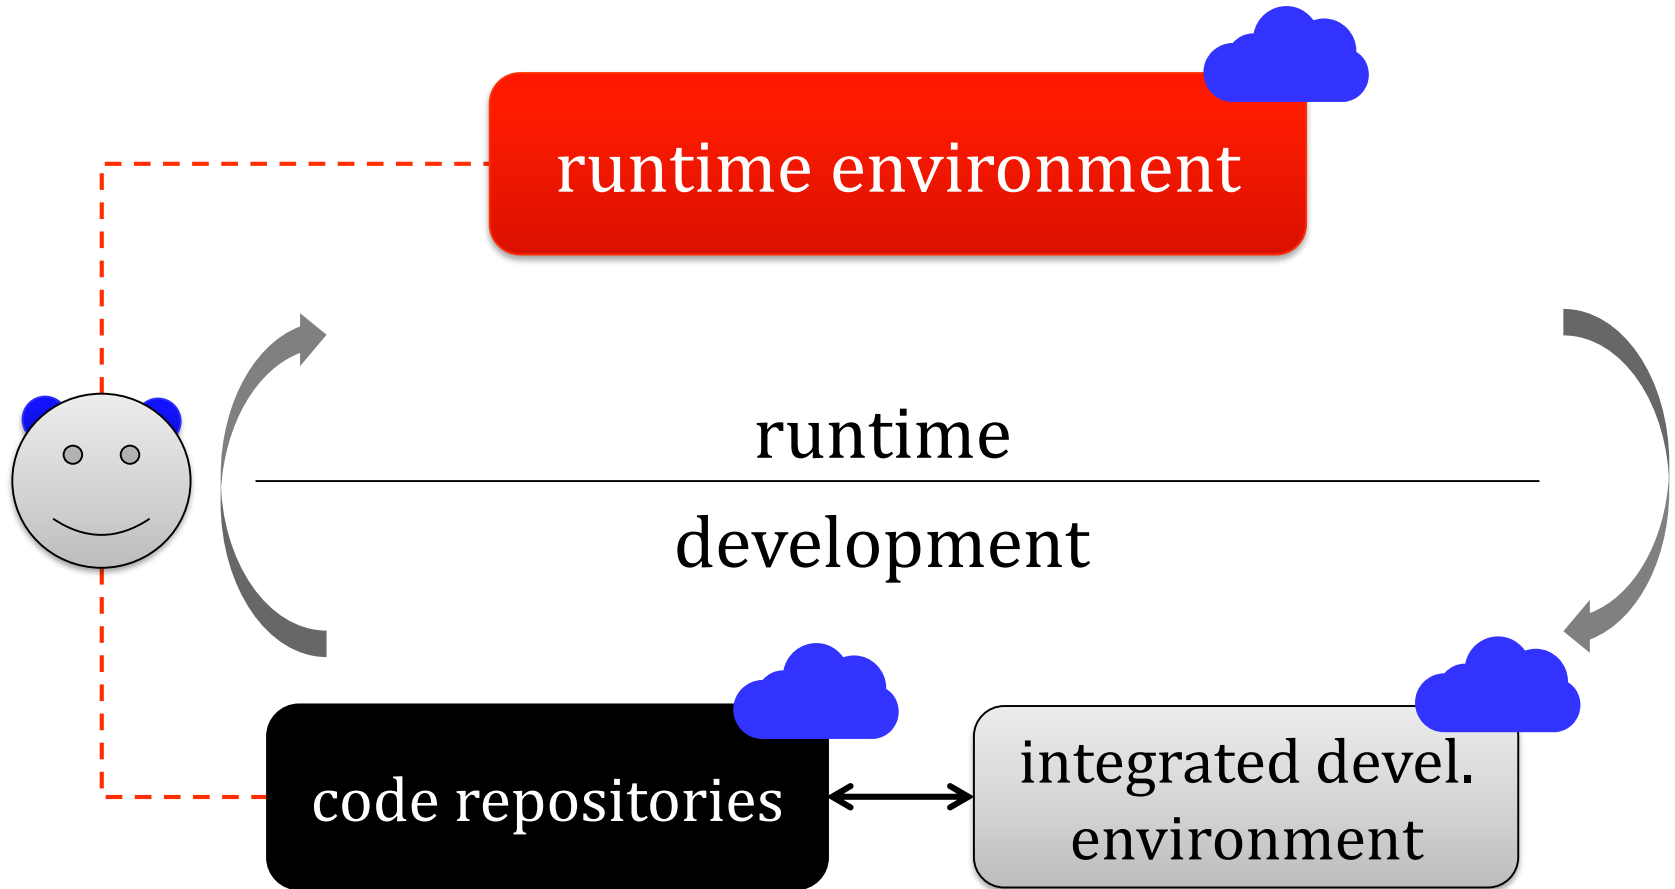 runtime environment
runtime
development
code repositories
integrated devel.
environment